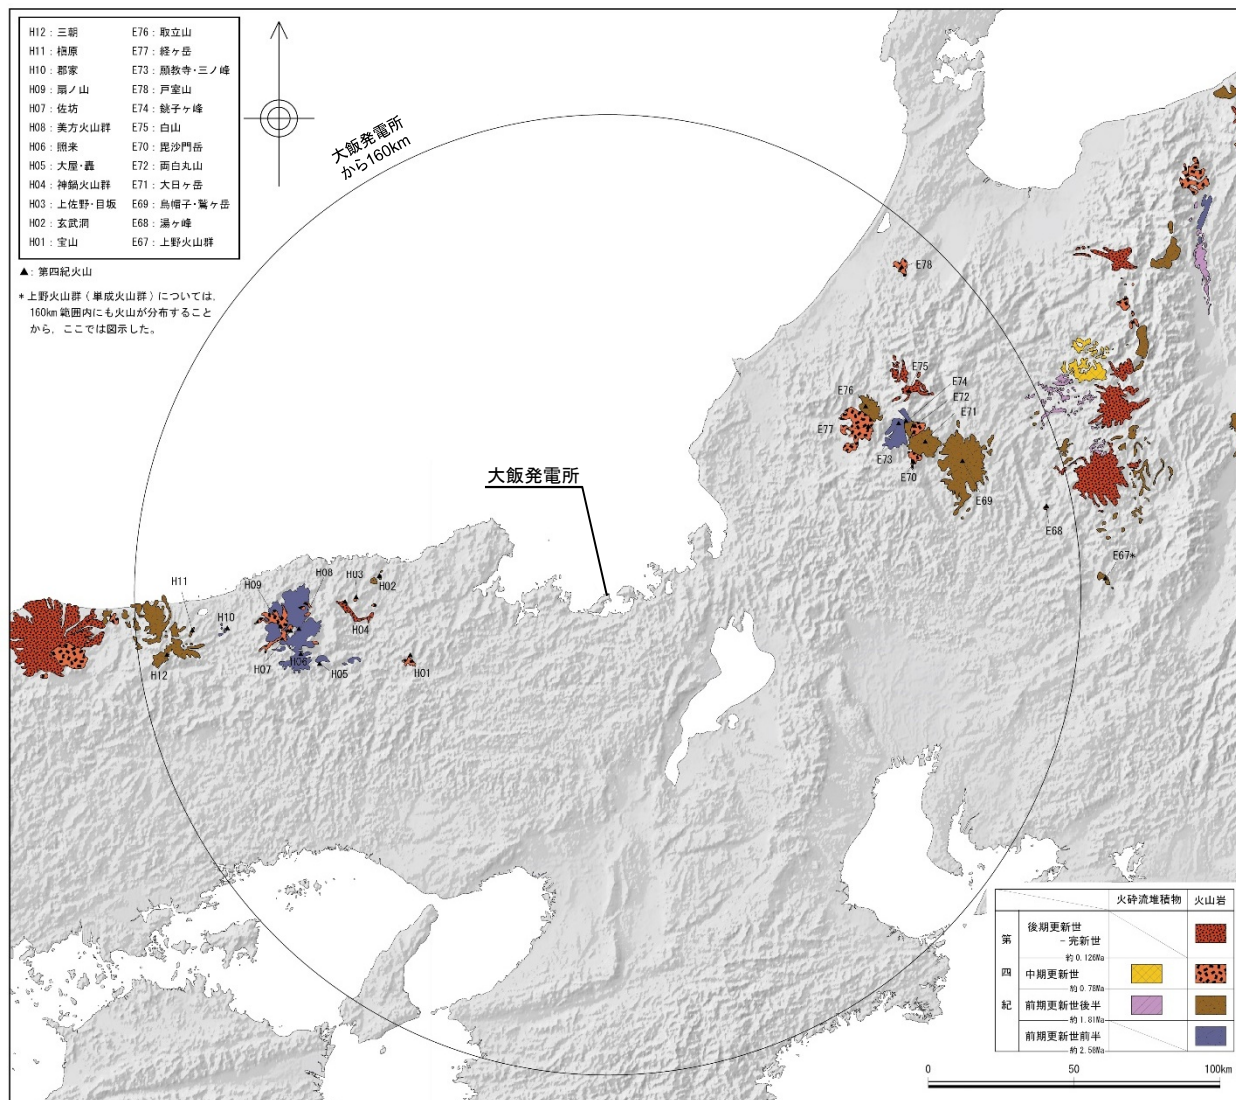 H12：三朝 E76：取立山
H11：槇原 E77：経ヶ岳
H10：郡家 E73：願教寺・三ノ峰
H09：扇ノ山 E78：戸室山
H07：佐坊 E74：銚子ヶ峰
H08：美方火山群 E75：白山
H06：照来 E70：毘沙門岳
H05：大屋・轟 E72：両白丸山
H04：神鍋火山群 E71：大日ヶ岳
H03：上佐野・目坂 E69：烏帽子・鷲ヶ岳
H02：玄武洞 E68：湯ヶ峰
H01：宝山 E67：上野火山群
▲：第四紀火山
*上野火山群（単成火山群）については、
160km範囲内にも火山が分布すること
から、ここでは図示した。
大飯発電所
から160km
E78
E75
E74
E76
E72
E71
E77
E73
E70
E69
E68
E67*
大飯発電所
H11
H09
H08
H03
H02
H10
H04
H12
H07
H06
H05
H01
火砕流堆積物 火山岩
第四紀
後期更新世
－完新世
約0.126Ma
中期更新世
約0.78Ma
前期更新世後半
約1.81Ma
前期更新世前半
約2.58Ma
0 50 100km